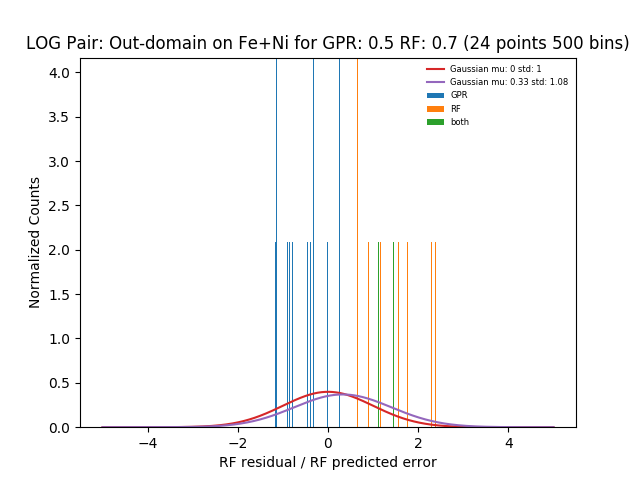 LOG Pair: Out-domain on Fe+Ni for GPR: 0.5 RF: 0.7 (24 points 500 bins)
Gaussian mu: 0 std: 1
Gaussian mu: 0.33 std: 1.08
GPR
RF
both
Normalized Counts
4.0
3.5
3.0
2.5
2.0
1.5
1.0
0.5
0.0
−4 −2 0 2 4
RF residual / RF predicted error